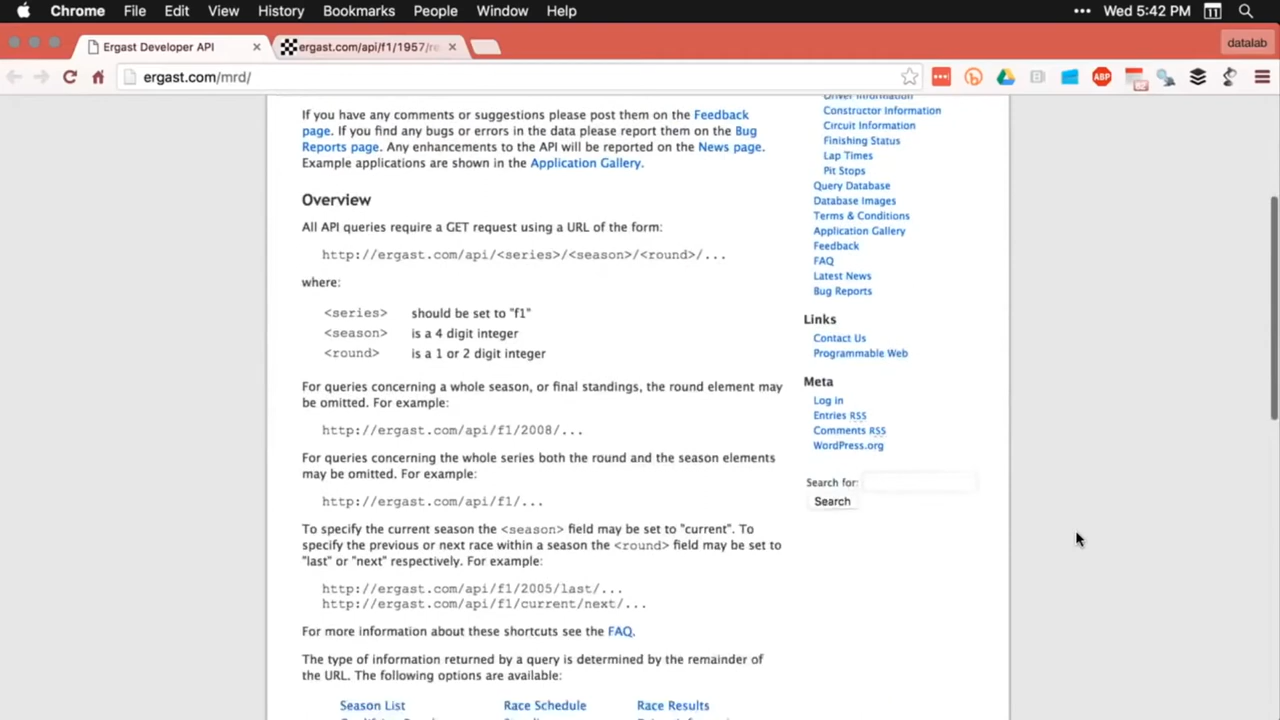 Chrome File Edit View History Bookmarks People Window Help
••• Wed 5:42 PM 11
Ergast Developer API × ergast.com/api/f1/1957/re ×
datalab
ergast.com/mrd/
ABP
If you have any comments or suggestions please post them on the Feedback
page. If you find any bugs or errors in the data please report them on the Bug
Reports page. Any enhancements to the API will be reported on the News page.
Example applications are shown in the Application Gallery.
Overview
All API queries require a GET request using a URL of the form:
http://ergast.com/api/<series>/<season>/<round>/...
where:
<series> should be set to "f1"
<season> is a 4 digit integer
<round> is a 1 or 2 digit integer
For queries concerning a whole season, or final standings, the round element may
be omitted. For example:
http://ergast.com/api/f1/2008/...
For queries concerning the whole series both the round and the season elements
may be omitted. For example:
http://ergast.com/api/f1/...
To specify the current season the <season> field may be set to "current". To
specify the previous or next race within a season the <round> field may be set to
"last" or "next" respectively. For example:
http://ergast.com/api/f1/2005/last/...
http://ergast.com/api/f1/current/next/...
For more information about these shortcuts see the FAQ.
The type of information returned by a query is determined by the remainder of
the URL. The following options are available:
Season List Race Schedule Race Results
Driver Information
Constructor Information
Circuit Information
Finishing Status
Lap Times
Pit Stops
Query Database
Database Images
Terms & Conditions
Application Gallery
Feedback
FAQ
Latest News
Bug Reports
Links
Contact Us
Programmable Web
Meta
Log in
Entries RSS
Comments RSS
WordPress.org
Search for:
Search